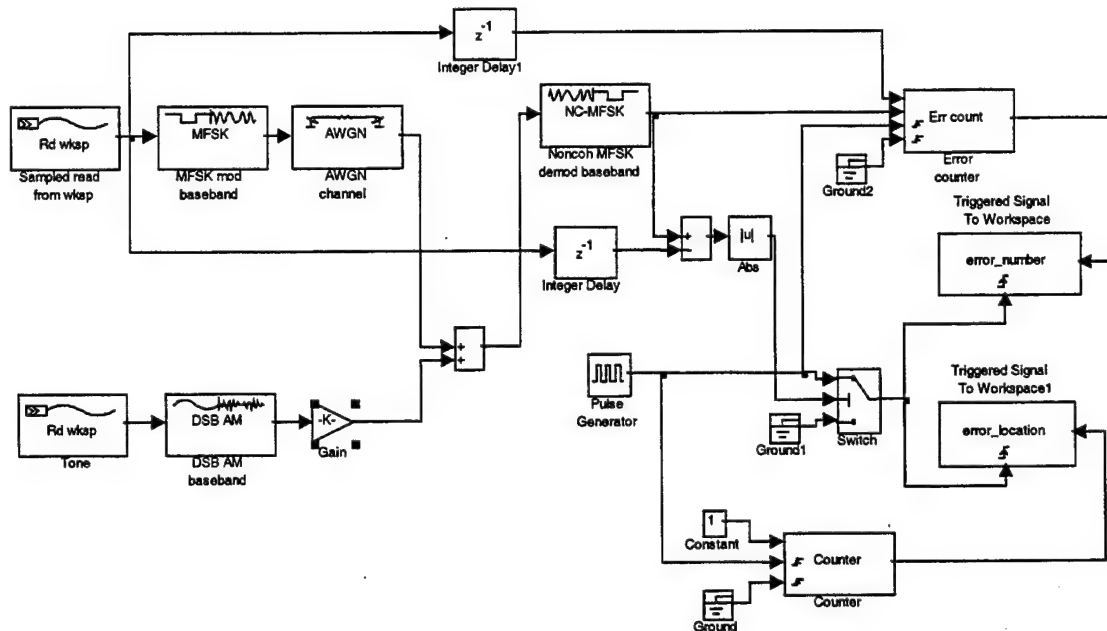 z-1
Integer Delay1
Rd wksp
Sampled read
from wksp
MFSK
MFSK mod
baseband
AWGN
AWGN
channel
NC-MFSK
Noncoh MFSK
demod baseband
Err count
Error
counter
Ground2
z-1
Integer Delay
+
-
|u|
Abs
Triggered Signal
To Workspace
error_number
+
+
Pulse
Generator
Ground1
Switch
Triggered Signal
To Workspace1
error_location
Rd wksp
Tone
DSB AM
DSB AM
baseband
-K-
Gain
1
Constant
Counter
Counter
Ground